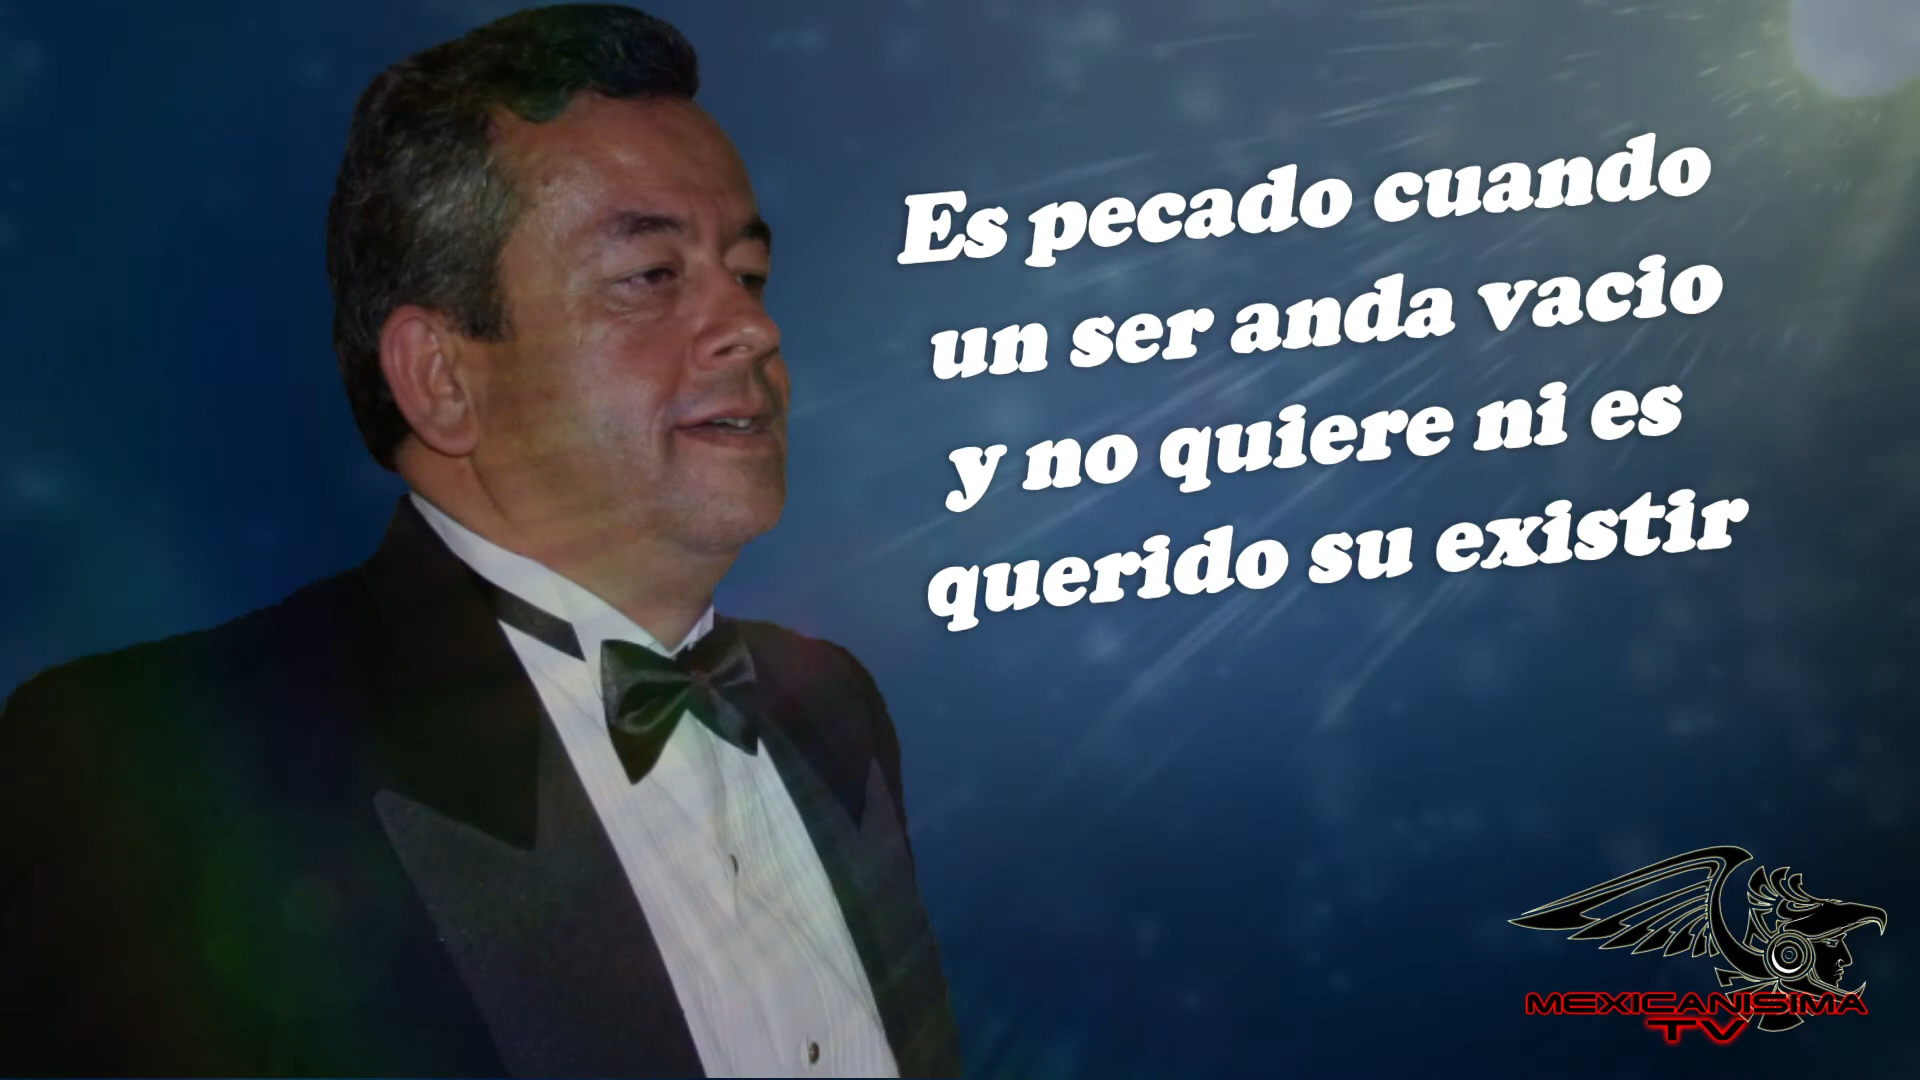 Es pecado cuando
un ser anda vacio
y no quiere ni es
querido su existir
MEXICANISIMA
TV